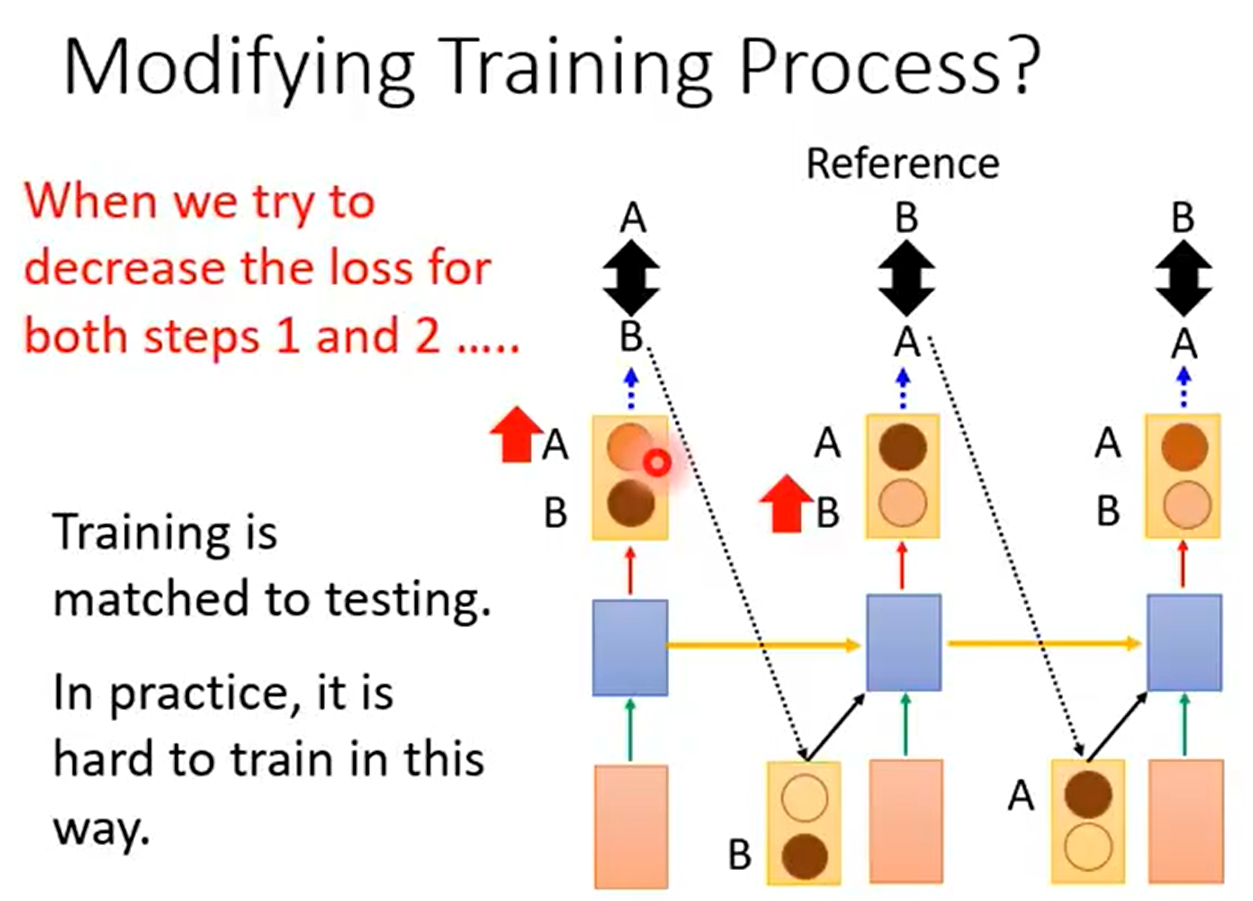 Modifying Training Process?
When we try to
decrease the loss for
both steps 1 and 2 .....
Training is
matched to testing.
In practice, it is
hard to train in this
way.
Reference
A B B
B A A
A A A
B B B
B A